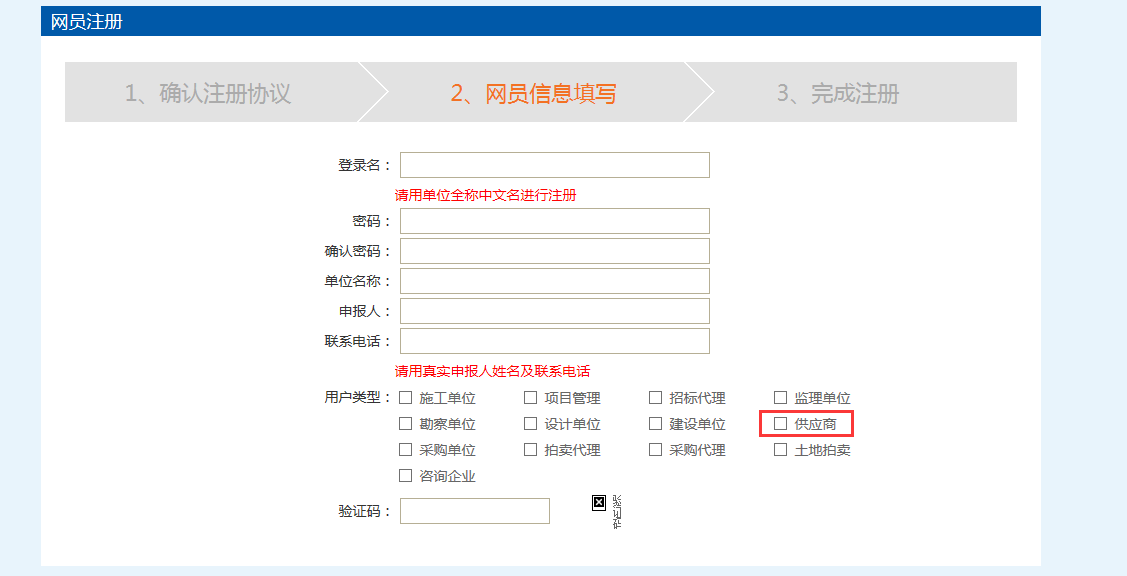 网员注册
1、确认注册协议 2、网员信息填写 3、完成注册
登录名：
请用单位全称中文名进行注册
密码：
确认密码：
单位名称：
申报人：
联系电话：
请用真实申报人姓名及联系电话
用户类型： 施工单位 项目管理 招标代理 监理单位
勘察单位 设计单位 建设单位 供应商
采购单位 拍卖代理 采购代理 土地拍卖
咨询企业
验证码：